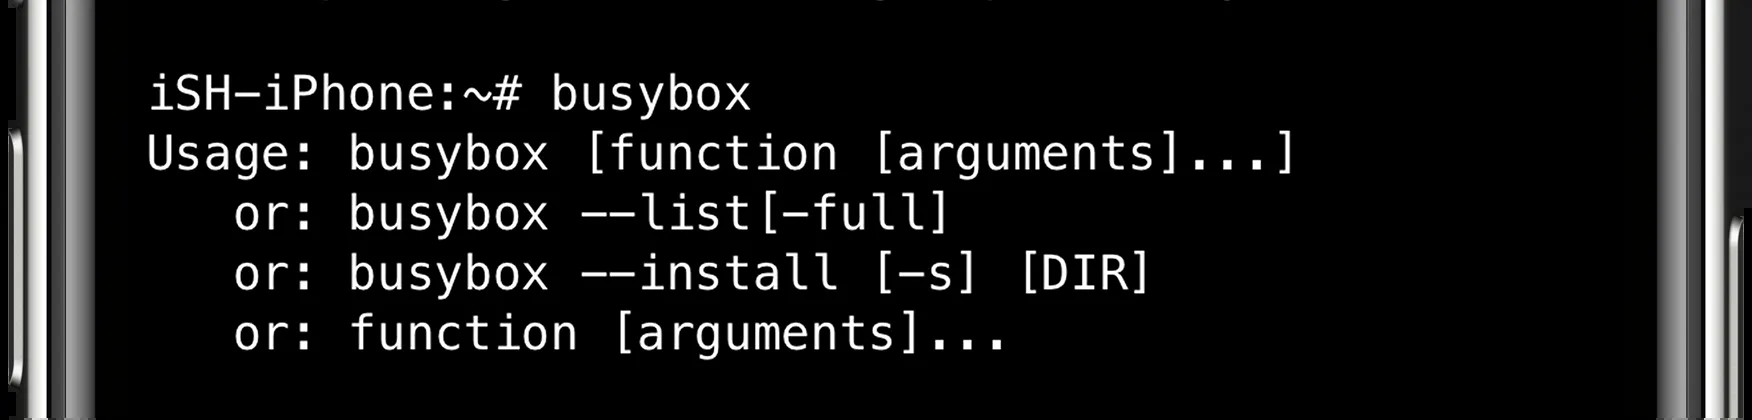 iSH-iPhone:~# busybox
Usage: busybox [function [arguments]...]
   or: busybox --list[-full]
   or: busybox --install [-s] [DIR]
   or: function [arguments]...